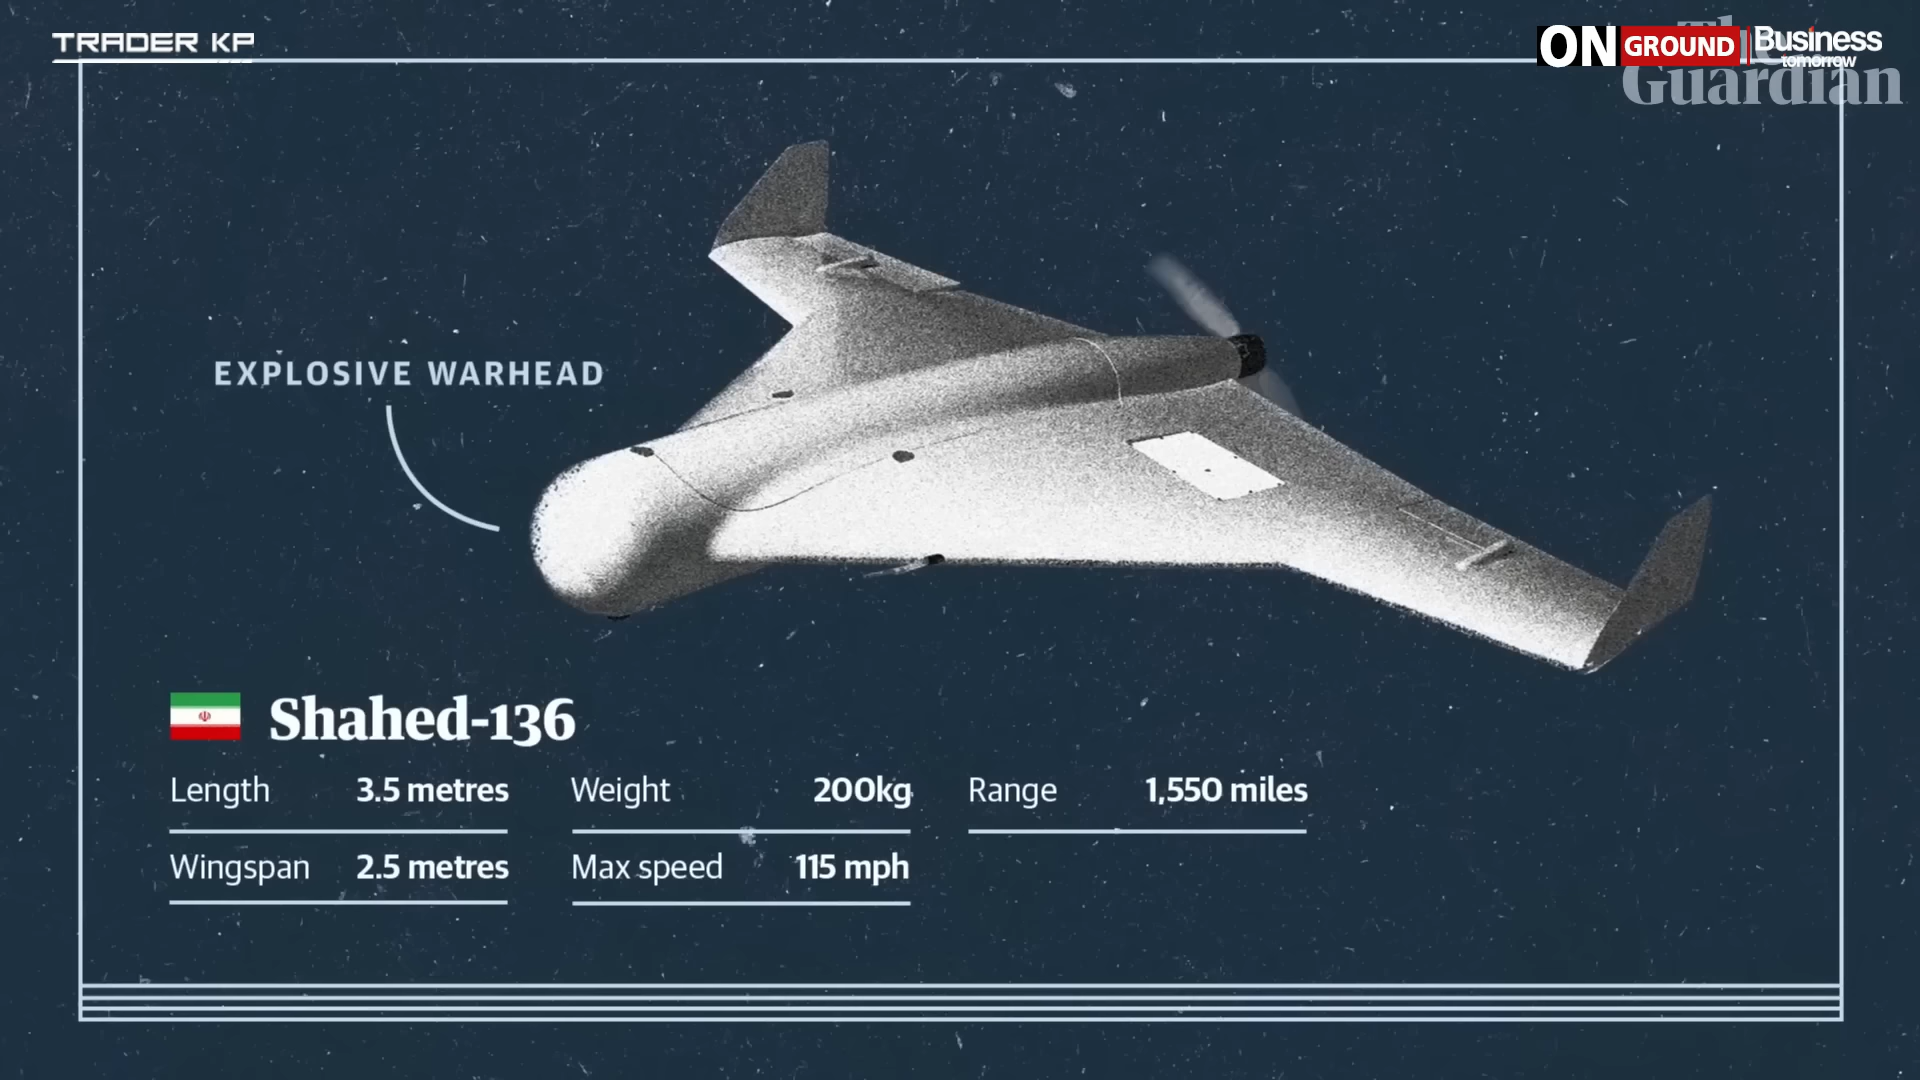 TRADER KP
ON GROUND Business
tomorrow
The
Guardian
EXPLOSIVE WARHEAD
Shahed-136
Length 3.5 metres Weight 200kg Range 1,550 miles
Wingspan 2.5 metres Max speed 115 mph